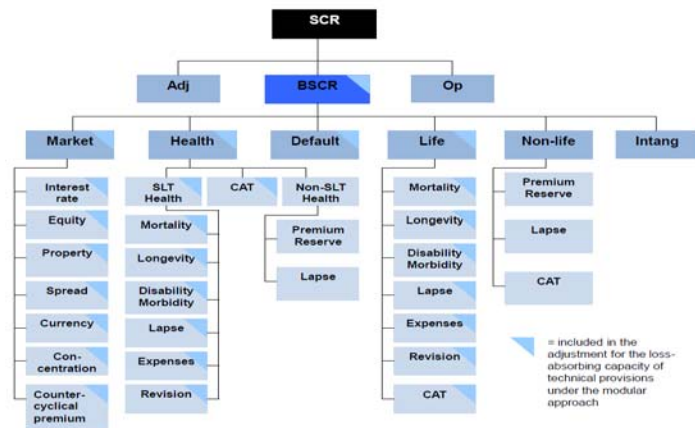 SCR
Adj
BSCR
Op
Market
Health
Default
Life
Non-life
Intang
Interest
rate
Equity
Property
Spread
Currency
Con-
centration
Counter-
cyclical
premium
SLT
Health
CAT
Non-SLT
Health
Mortality
Longevity
Disability
Morbidity
Lapse
Expenses
Revision
Premium
Reserve
Lapse
Mortality
Longevity
Disability
Morbidity
Lapse
Expenses
Revision
CAT
Premium
Reserve
Lapse
CAT
= included in the
adjustment for the loss-
absorbing capacity of
technical provisions
under the modular
approach